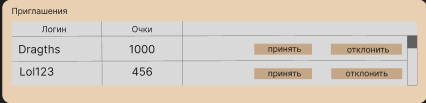 Приглашения
Логин Очки
Dragths 1000 принять отклонить
Lol123 456 принять отклонить